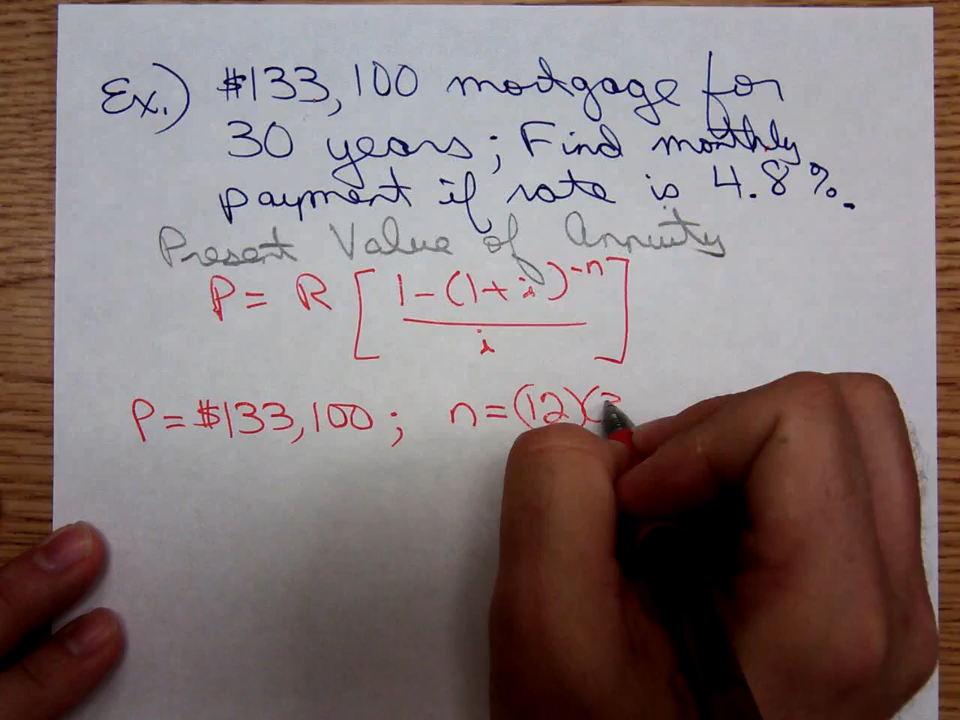 Ex.) $133,100 mortgage for
30 years; Find monthly
payment if rate is 4.8%.
Present Value of Annuity
P = R [ 1-(1+i)^-n / i ]
P = $133,100; n = (12)(3